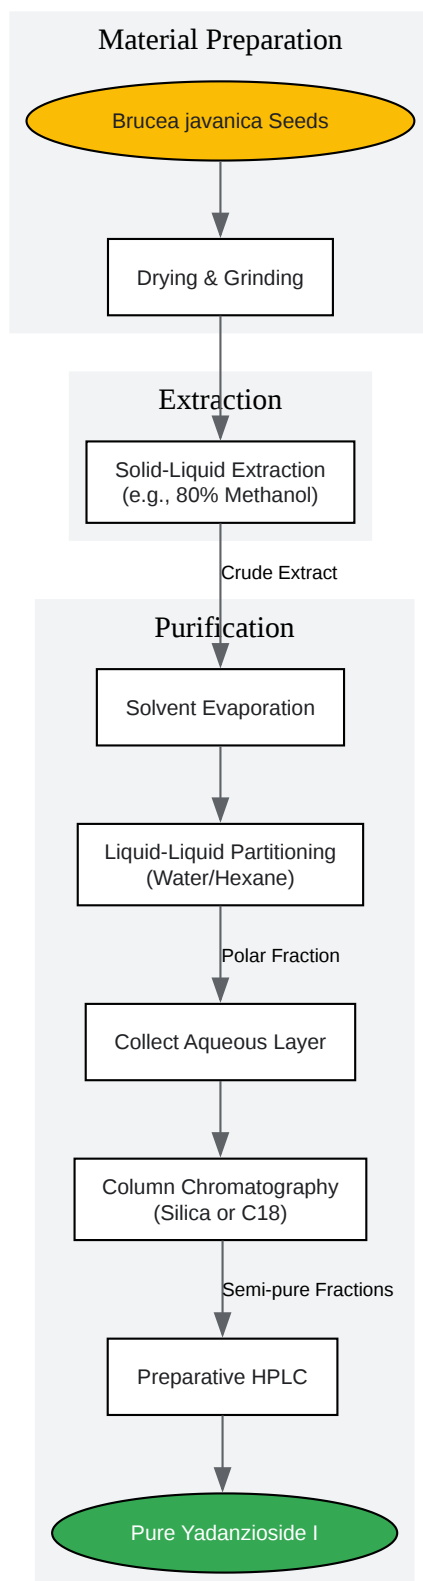 Material Preparation
Brucea javanica Seeds
Drying & Grinding
Extraction
Solid-Liquid Extraction
(e.g., 80% Methanol)
Crude Extract
Purification
Solvent Evaporation
Liquid-Liquid Partitioning
(Water/Hexane)
Polar Fraction
Collect Aqueous Layer
Column Chromatography
(Silica or C18)
Semi-pure Fractions
Preparative HPLC
Pure Yadanzioside I